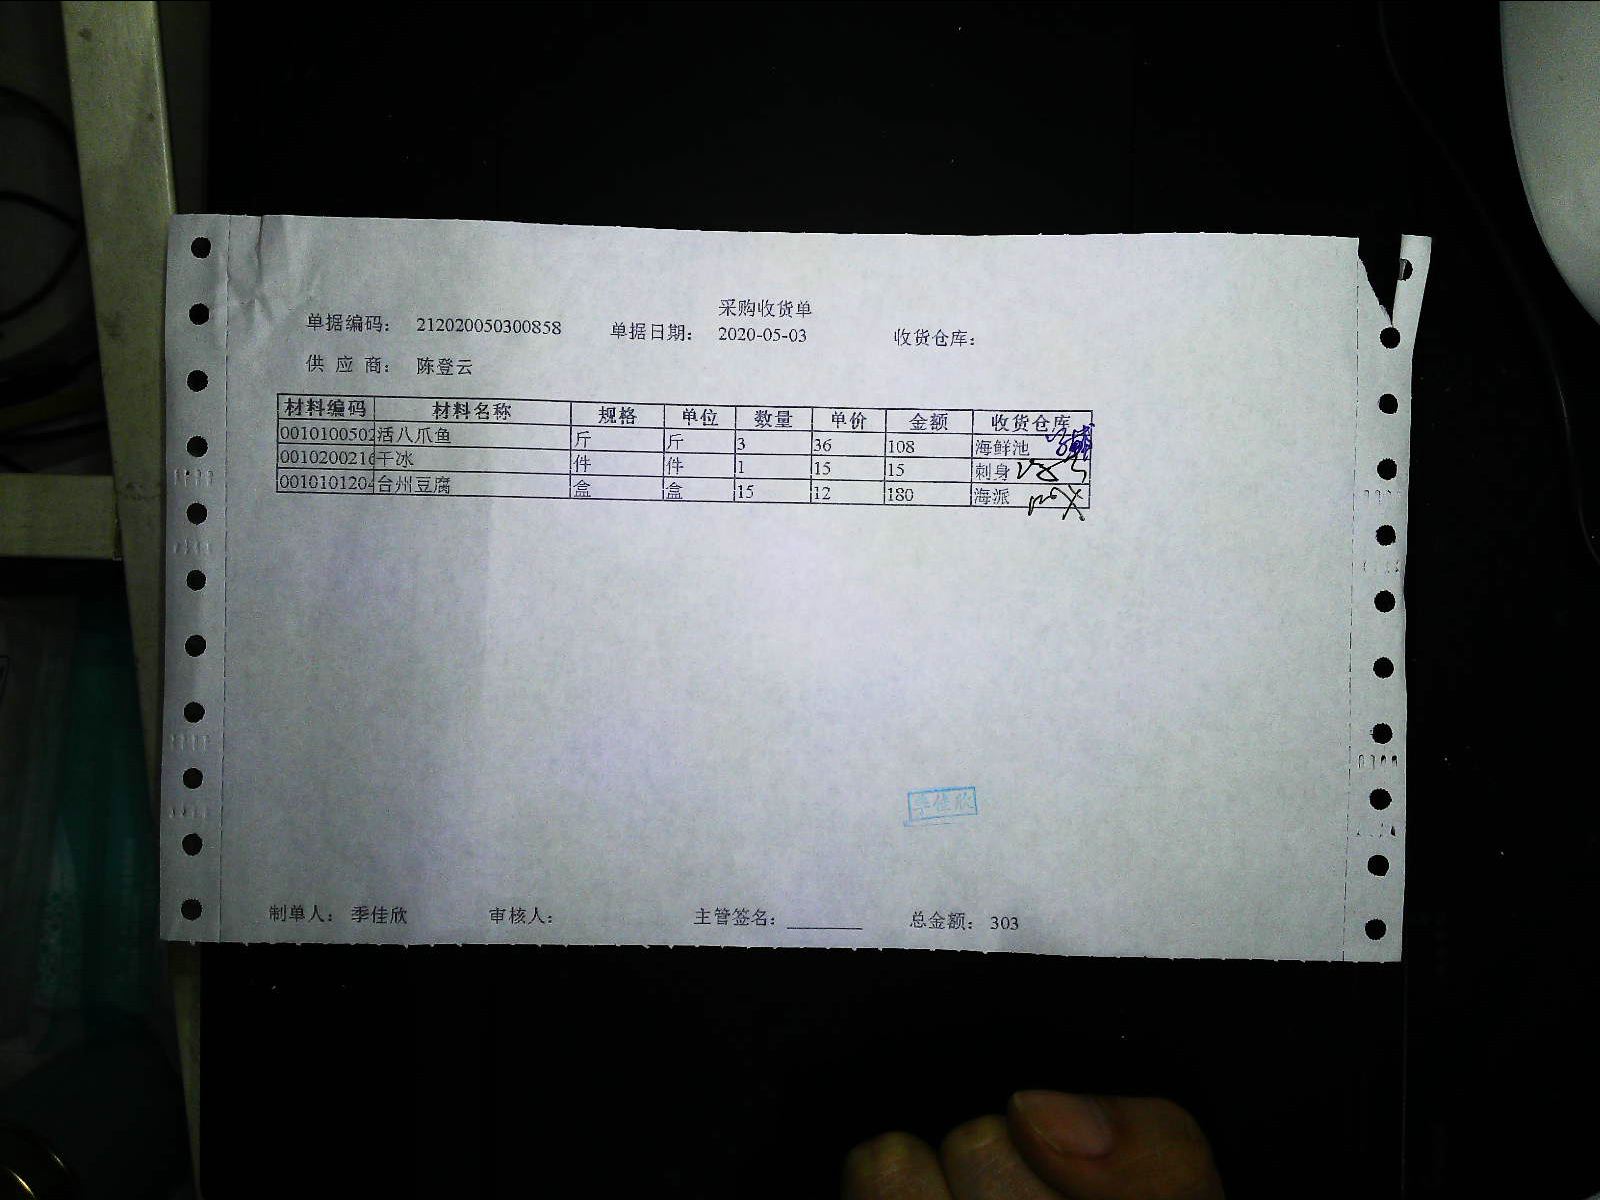 采购收货单
单据编码： 212020050300858 单据日期： 2020-05-03 收货仓库：
供 应 商： 陈登云
材料编码 材料名称 规格 单位 数量 单价 金额 收货仓库
0010100502 活八爪鱼 斤 斤 3 36 108 海鲜池
001020021 干冰 件 件 1 15 15 刺身
001010120 台州豆腐 盒 盒 15 12 180 海派
季佳欣
制单人： 季佳欣 审核人： 主管签名： 总金额： 303